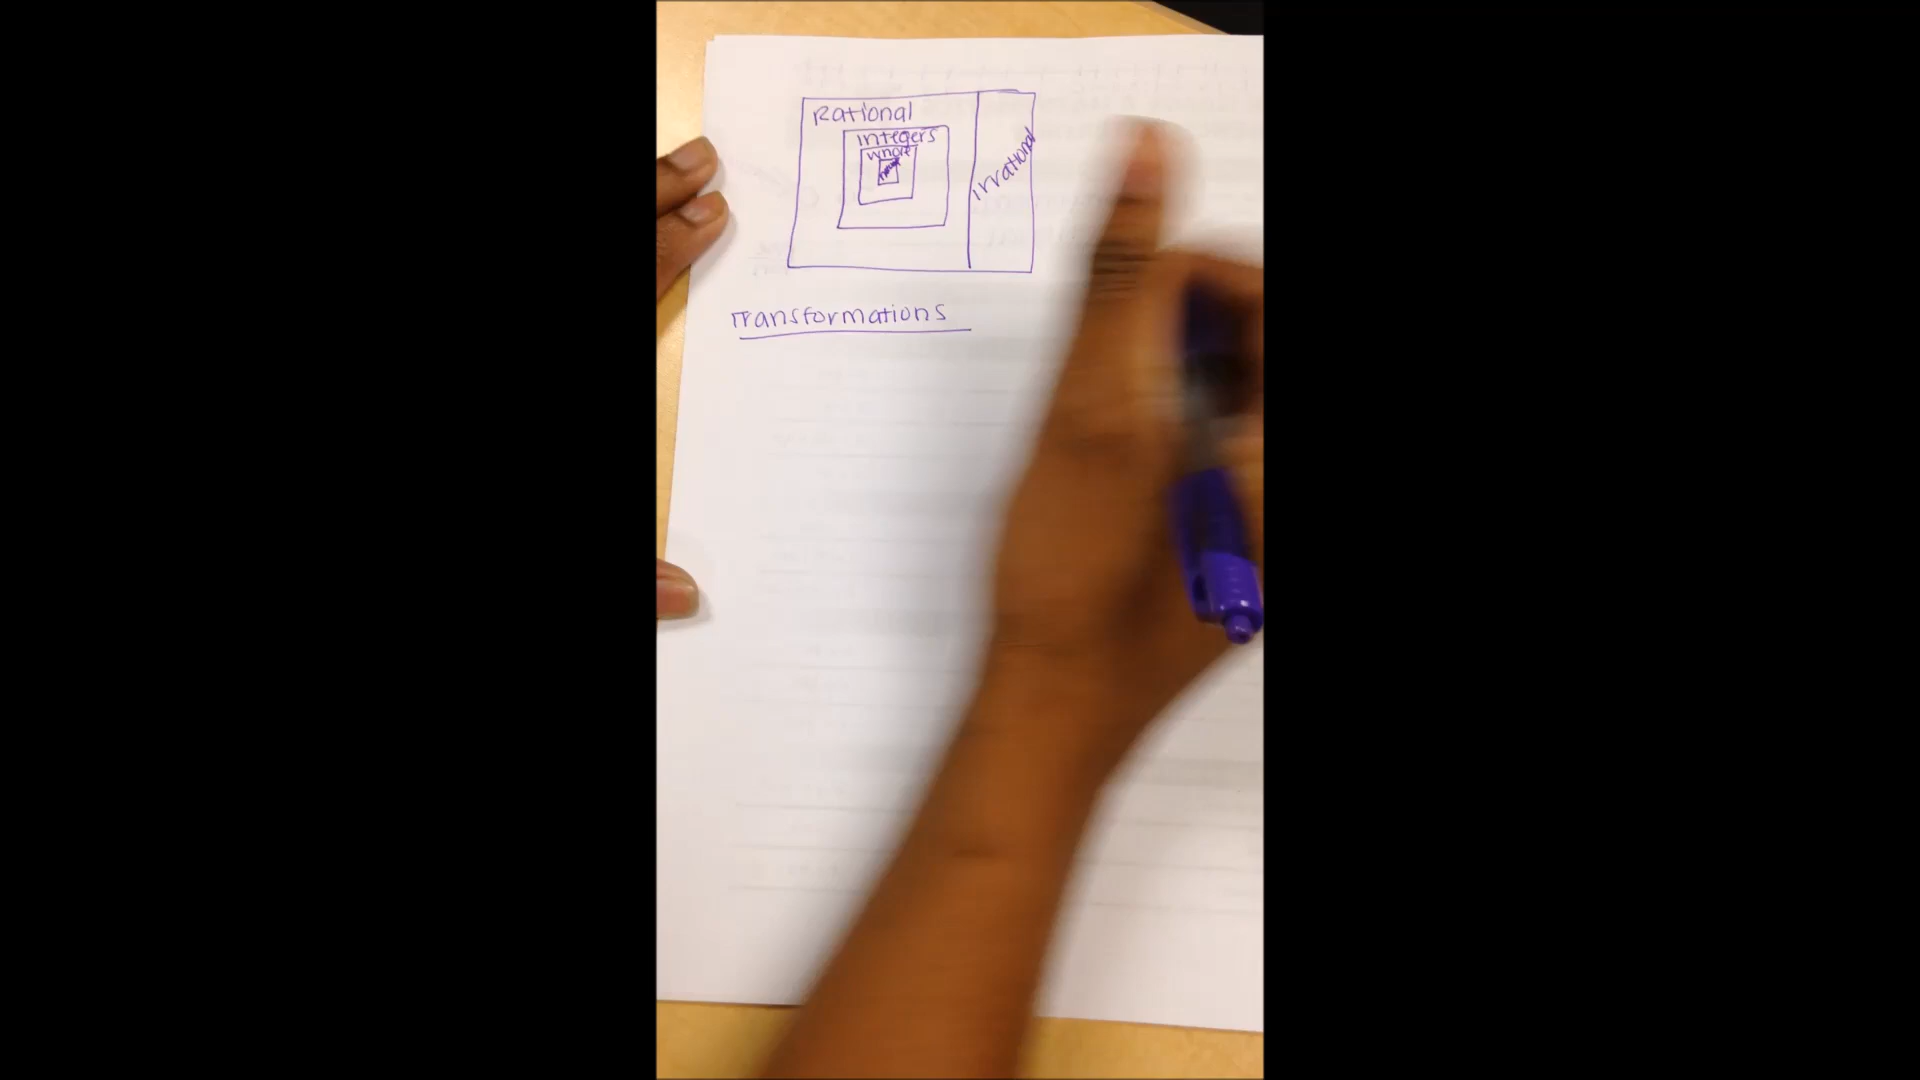 Rational
integers
whole
irrational
Transformations